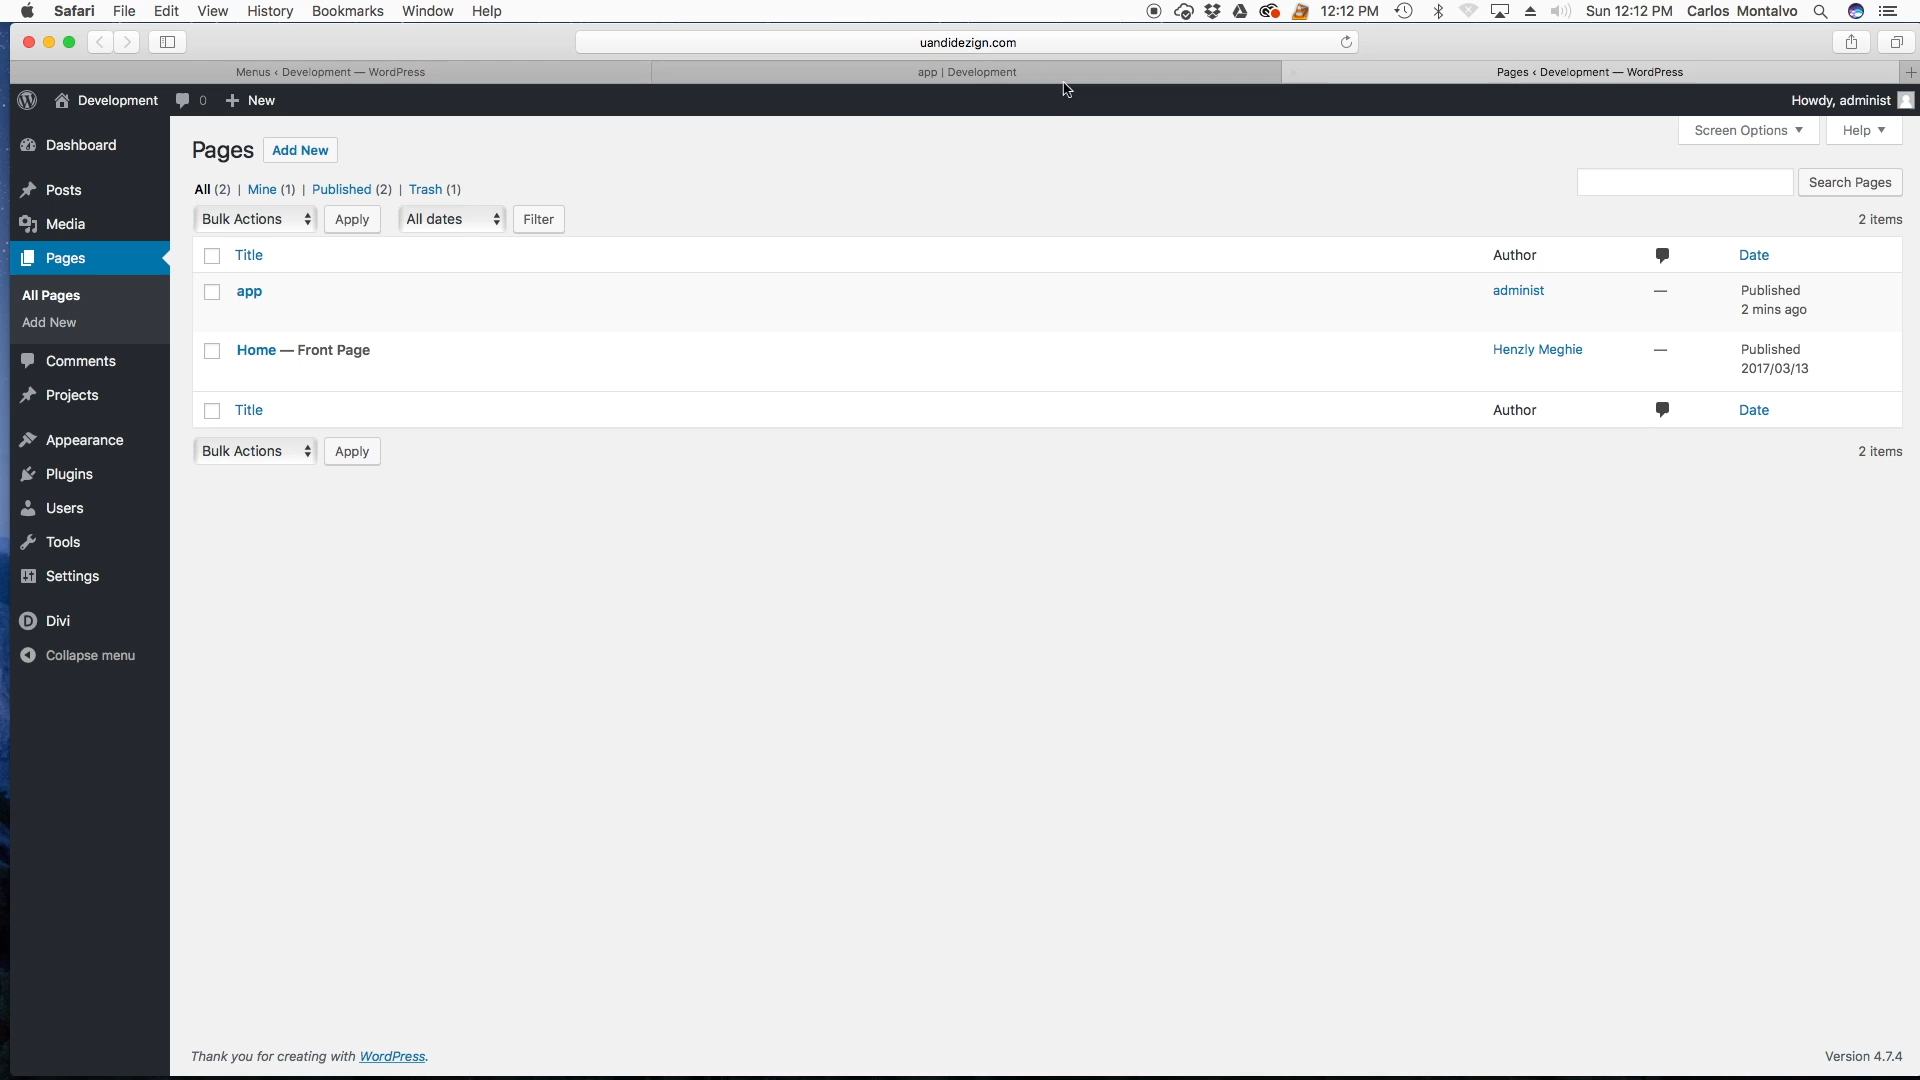 Safari File Edit View History Bookmarks Window Help 12:12 PM Sun 12:12 PM Carlos Montalvo
uandidezign.com
Menus ‹ Development — WordPress app | Development Pages ‹ Development — WordPress
Development 0 + New Howdy, administ
Screen Options Help
Dashboard
Posts
Media
Pages
All Pages
Add New
Comments
Projects
Appearance
Plugins
Users
Tools
Settings
Divi
Collapse menu
Pages Add New
All (2) | Mine (1) | Published (2) | Trash (1)
Search Pages
Bulk Actions Apply All dates Filter 2 items
Title Author Date
app administ — Published
2 mins ago
Home — Front Page Henzly Meghie — Published
2017/03/13
Title Author Date
Bulk Actions Apply 2 items
Thank you for creating with WordPress. Version 4.7.4